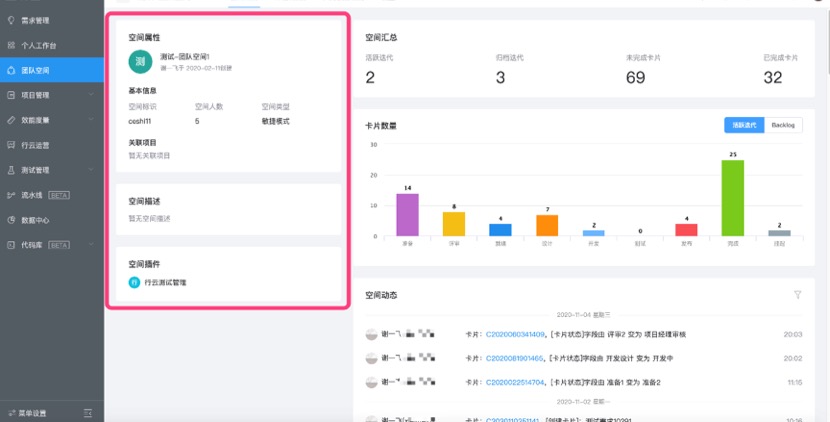 需求管理
个人工作台
团队空间
项目管理
效能度量
行云运营
测试管理
流水线 BETA
数据中心
代码库 BETA
菜单设置
空间属性
测
测试-团队空间1
谢一飞于 2020-02-11创建
基本信息
空间标识 空间人数 空间类型
ceshi11 5 敏捷模式
关联项目
暂无关联项目
空间描述
暂无空间描述
空间插件
行 行云测试管理
空间汇总
活跃迭代 归档迭代 未完成卡片 已完成卡片
2 3 69 32
卡片数量
活跃迭代 Backlog
30
20
10
0
14 8 4 7 2 0 4 25 2
准备 评审 设计 开发 测试 发布 完成 挂起
空间动态
2020-11-04 星期三
谢一飞 卡片：C2020060341409，[卡片状态]字段由 评审2 变为 项目经理审核 20:03
谢一飞 卡片：C2020081901465，[卡片状态]字段由 开发设计 变为 开发中 20:02
谢一 卡片：C2020022514704，[卡片状态]字段由 准备1 变为 准备2 11:15
2020-11-02 星期一